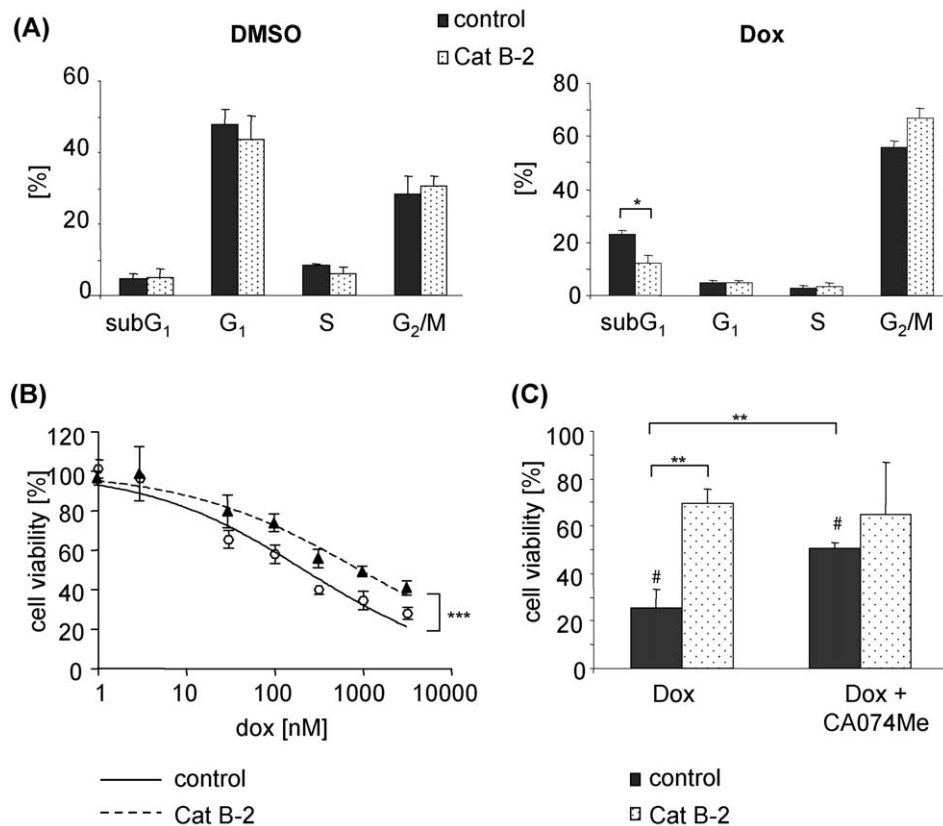 (A)
DMSO
control
Cat B-2
Dox
60
40
20
0
[%]
subG₁ G₁ S G₂/M
80
60
40
20
0
[%]
*
subG₁ G₁ S G₂/M
(B)
120
100
80
60
40
20
0
cell viability [%]
***
1 10 100 1000 10000
dox [nM]
control
Cat B-2
(C)
100
80
60
40
20
0
cell viability [%]
**
**
#
#
Dox Dox +
CA074Me
control
Cat B-2